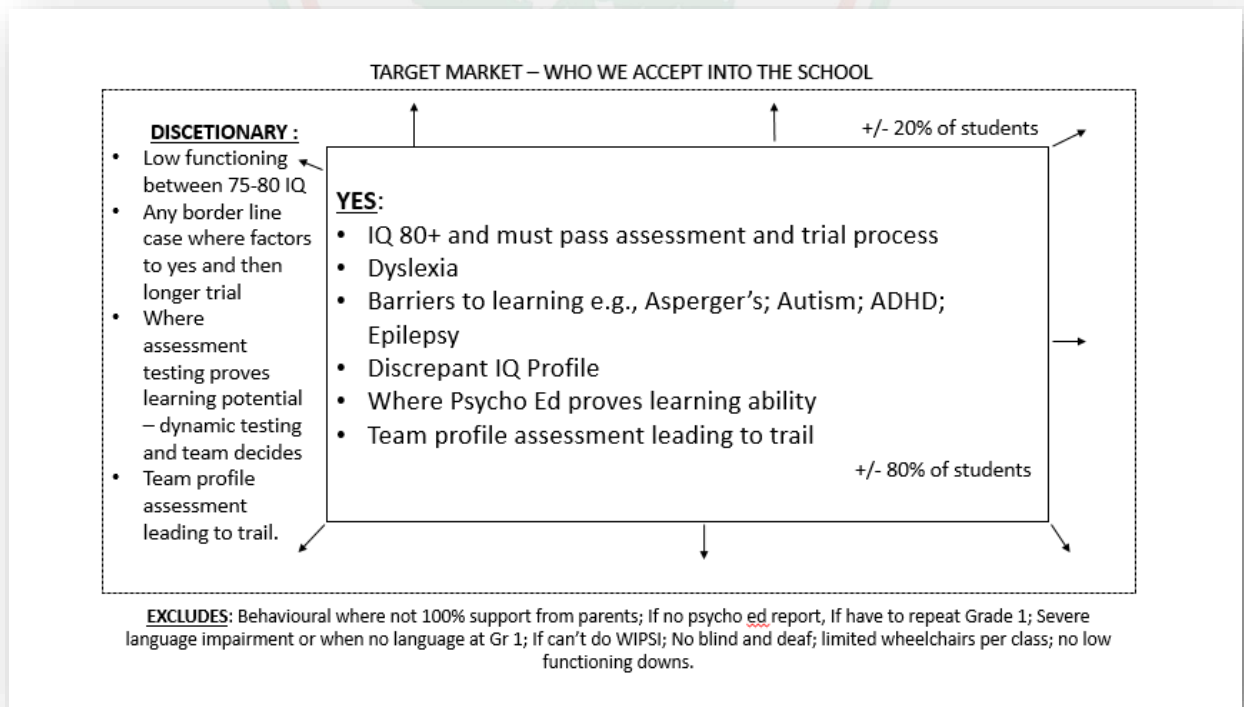 TARGET MARKET – WHO WE ACCEPT INTO THE SCHOOL
DISCETIONARY :
• Low functioning
between 75-80 IQ
• Any border line
case where factors
to yes and then
longer trial
• Where
assessment
testing proves
learning potential
– dynamic testing
and team decides
• Team profile
assessment
leading to trail.
+/- 20% of students
YES:
• IQ 80+ and must pass assessment and trial process
• Dyslexia
• Barriers to learning e.g., Asperger's; Autism; ADHD;
Epilepsy
• Discrepant IQ Profile
• Where Psycho Ed proves learning ability
• Team profile assessment leading to trail
+/- 80% of students
EXCLUDES: Behavioural where not 100% support from parents; If no psycho ed report, If have to repeat Grade 1; Severe
language impairment or when no language at Gr 1; If can't do WIPSI; No blind and deaf; limited wheelchairs per class; no low
functioning downs.